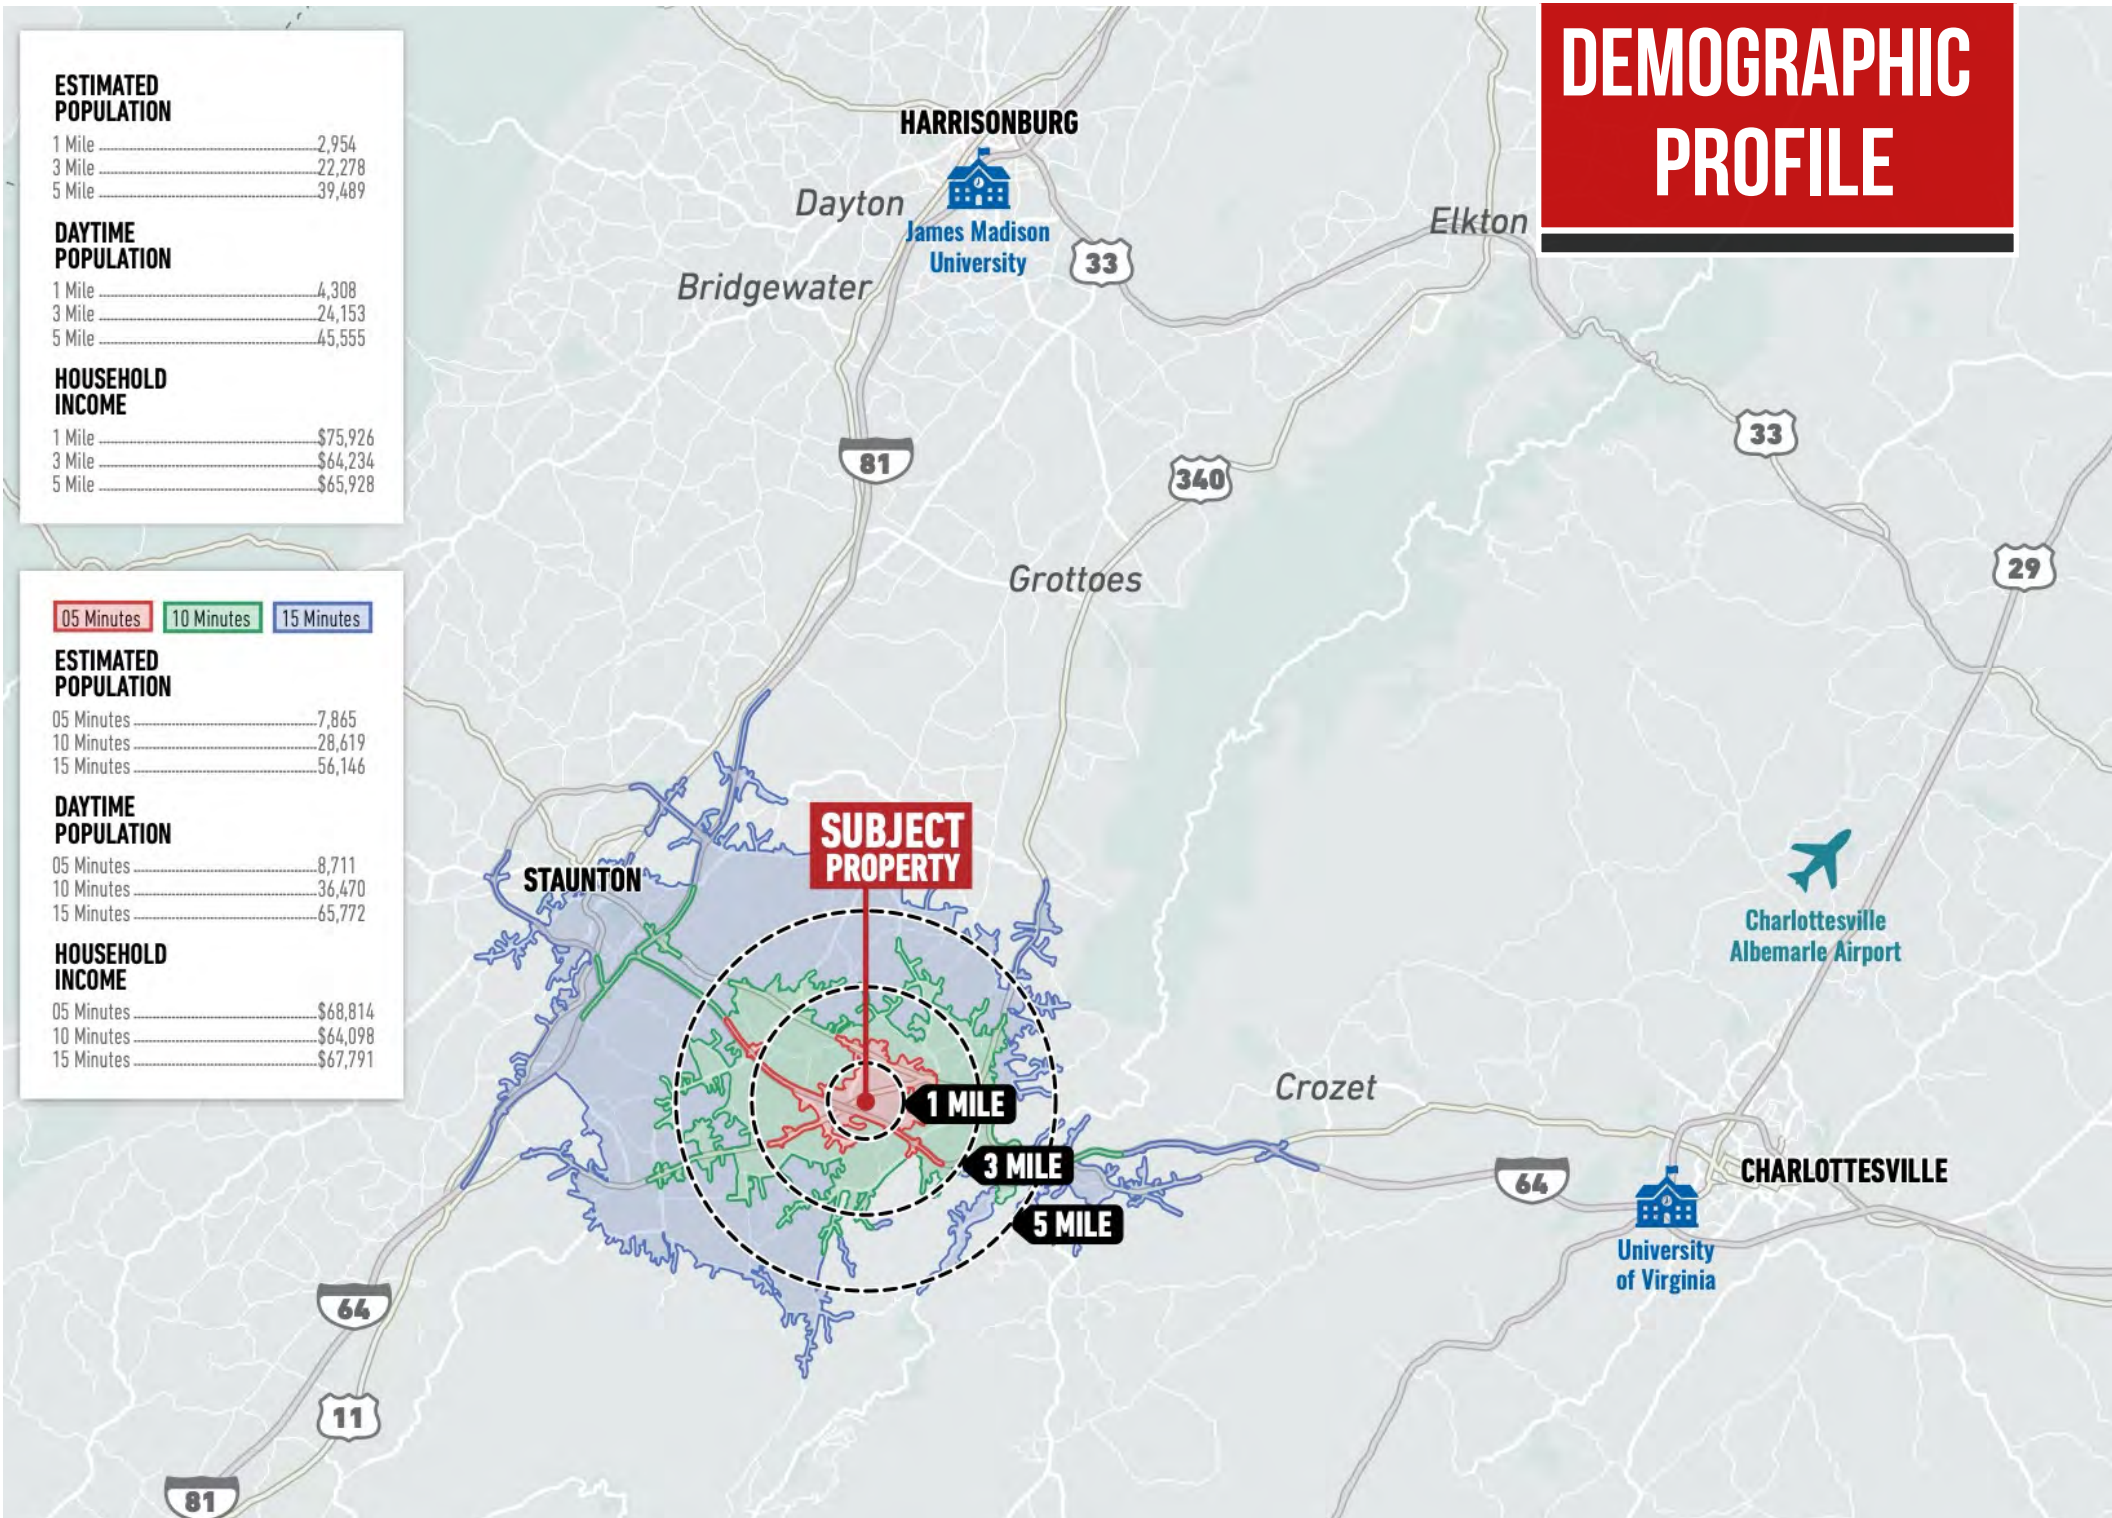 DEMOGRAPHIC
PROFILE
ESTIMATED
POPULATION
1 Mile 2,954
3 Mile 22,278
5 Mile 39,489
DAYTIME
POPULATION
1 Mile 4,308
3 Mile 24,153
5 Mile 45,555
HOUSEHOLD
INCOME
1 Mile $75,926
3 Mile $64,234
5 Mile $65,928
05 Minutes 10 Minutes 15 Minutes
ESTIMATED
POPULATION
05 Minutes 7,865
10 Minutes 28,619
15 Minutes 56,146
DAYTIME
POPULATION
05 Minutes 8,711
10 Minutes 36,470
15 Minutes 65,772
HOUSEHOLD
INCOME
05 Minutes $68,814
10 Minutes $64,098
15 Minutes $67,791
HARRISONBURG
Dayton
James Madison
University
Elkton
33
Bridgewater
33
81
340
Grottoes
29
SUBJECT
PROPERTY
STAUNTON
Charlottesville
Albemarle Airport
1 MILE
Crozet
3 MILE
64
CHARLOTTESVILLE
5 MILE
University
of Virginia
64
11
81